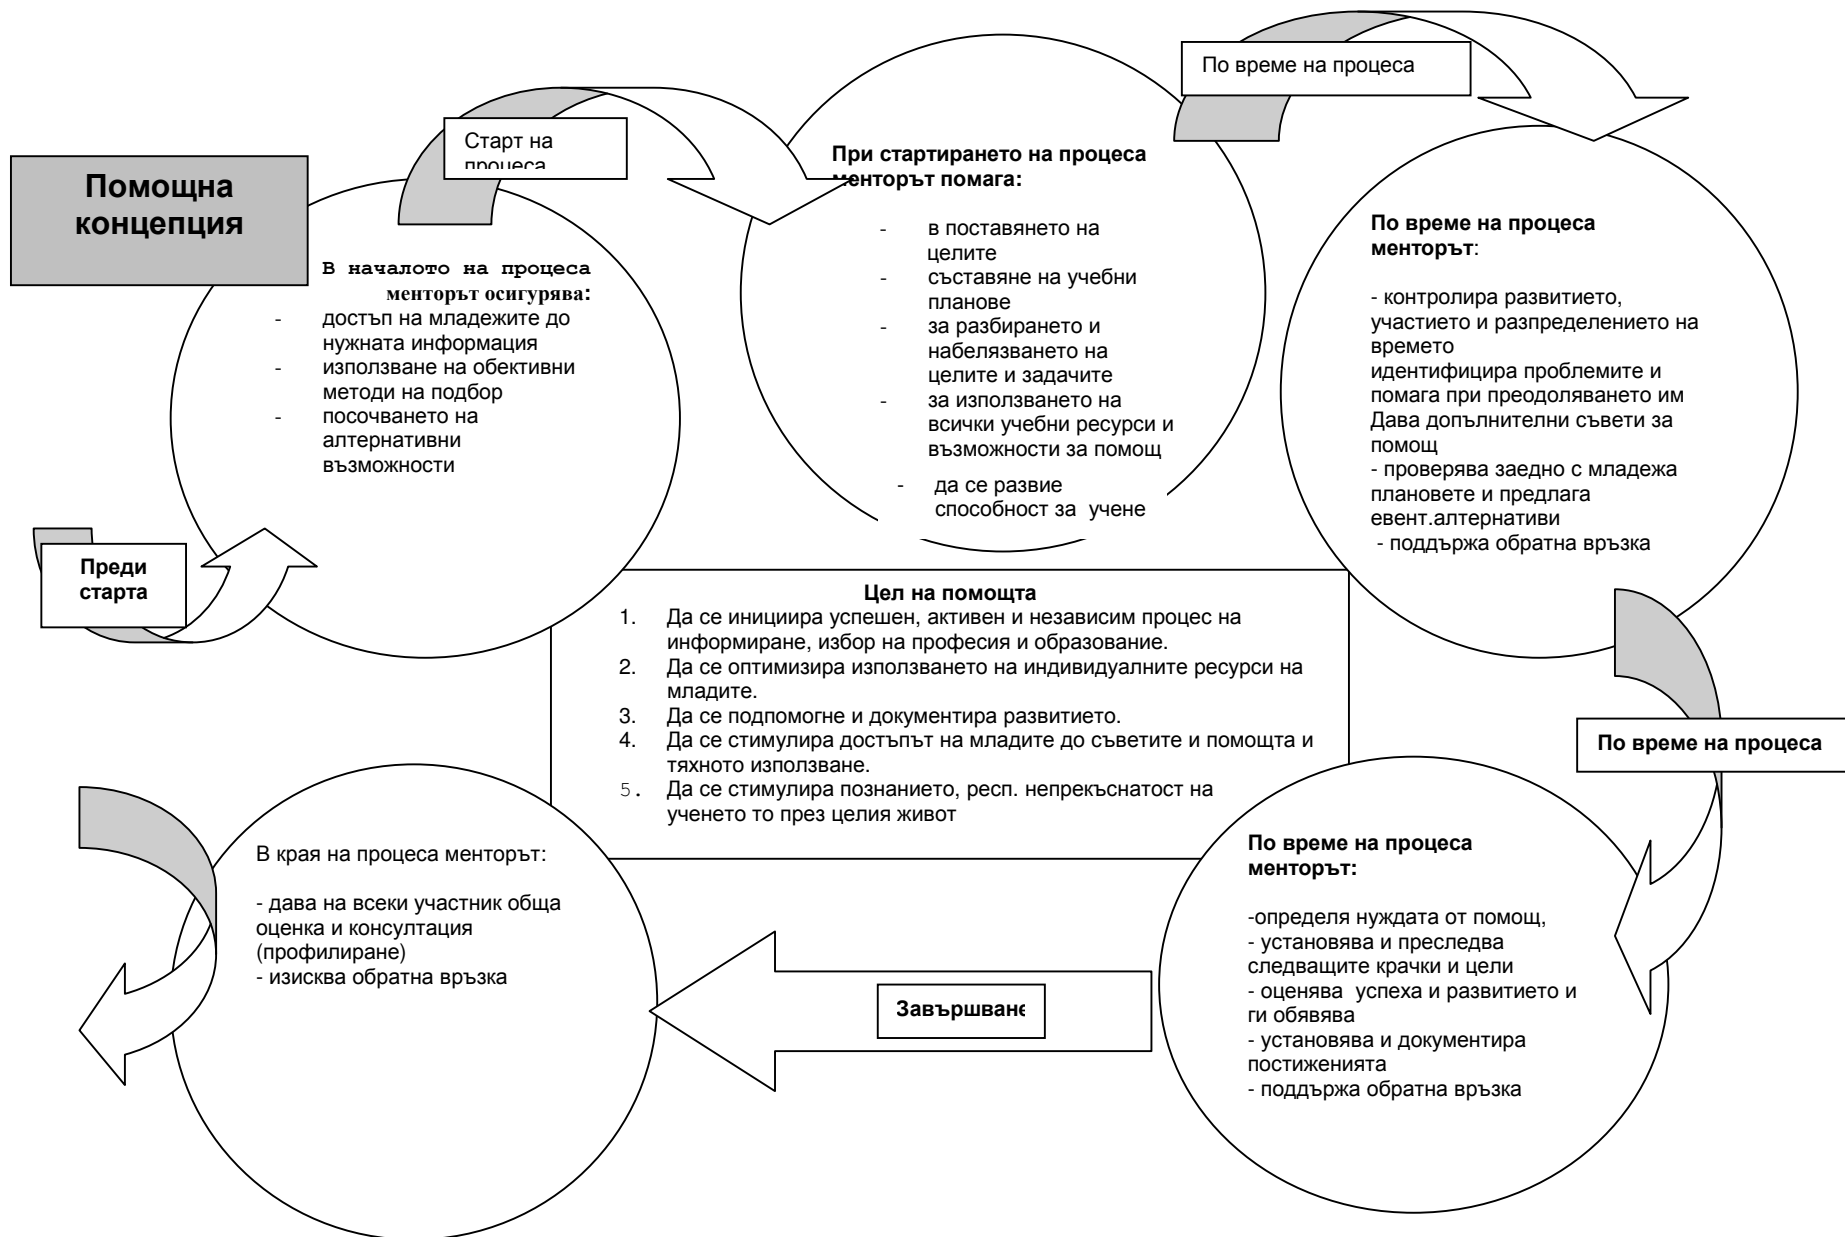 Помощна
концепция
Преди
старта
В началото на процеса
менторът осигурява:
- достъп на младежите до
нужната информация
- използване на обективни
методи на подбор
- посочването на
алтернативни
възможности
Старт на
процеса
При стартирането на процеса
менторът помага:
- в поставянето на
целите
- съставяне на учебни
планове
- за разбирането и
набелязването на
целите и задачите
- за използването на
всички учебни ресурси и
възможности за помощ
- да се развие
способност за учене
По време на процеса
По време на процеса
менторът:
- контролира развитието,
участието и разпределението на
времето
идентифицира проблемите и
помага при преодоляването им
Дава допълнителни съвети за
помощ
- проверява заедно с младежа
плановете и предлага
евент.алтернативи
- поддържа обратна връзка
Цел на помощта
1. Да се инициира успешен, активен и независим процес на
информиране, избор на професия и образование.
2. Да се оптимизира използването на индивидуалните ресурси на
младите.
3. Да се подпомогне и документира развитието.
4. Да се стимулира достъпът на младите до съветите и помощта и
тяхното използване.
5. Да се стимулира познанието, респ. непрекъснатост на
ученето то през целия живот
По време на процеса
По време на процеса
менторът:
-определя нуждата от помощ,
- установява и преследва
следващите крачки и цели
- оценява успеха и развитието и
ги обявява
- установява и документира
постиженията
- поддържа обратна връзка
Завършване
В края на процеса менторът:
- дава на всеки участник обща
оценка и консултация
(профилиране)
- изисква обратна връзка